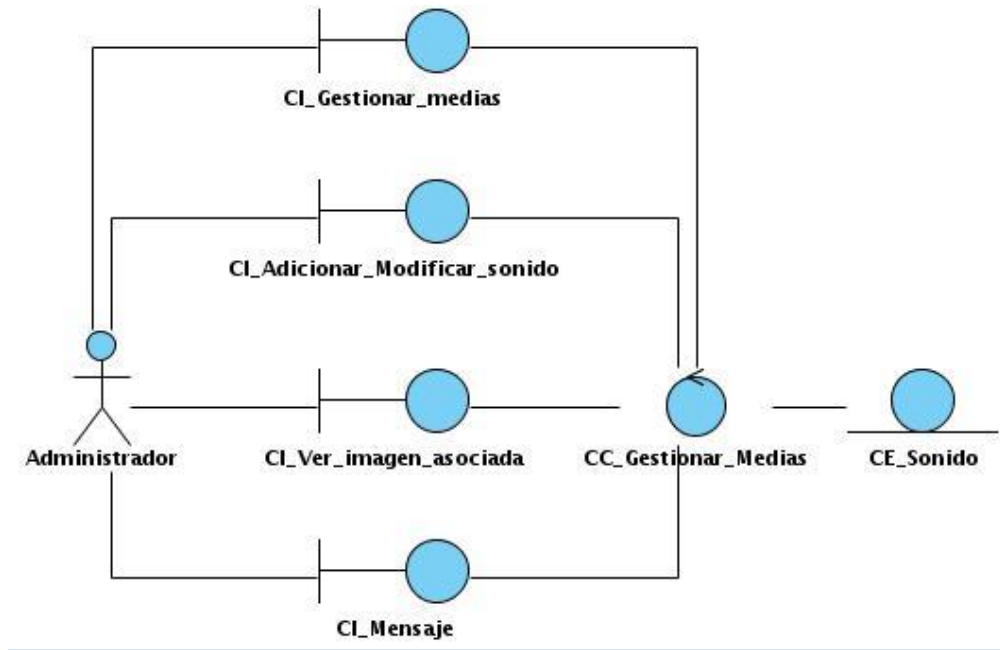 CI_Gestionar_medias
CI_Adicionar_Modificar_sonido
Administrador
CI_Ver_imagen_asociada
CC_Gestionar_Medias
CE_Sonido
CI_Mensaje